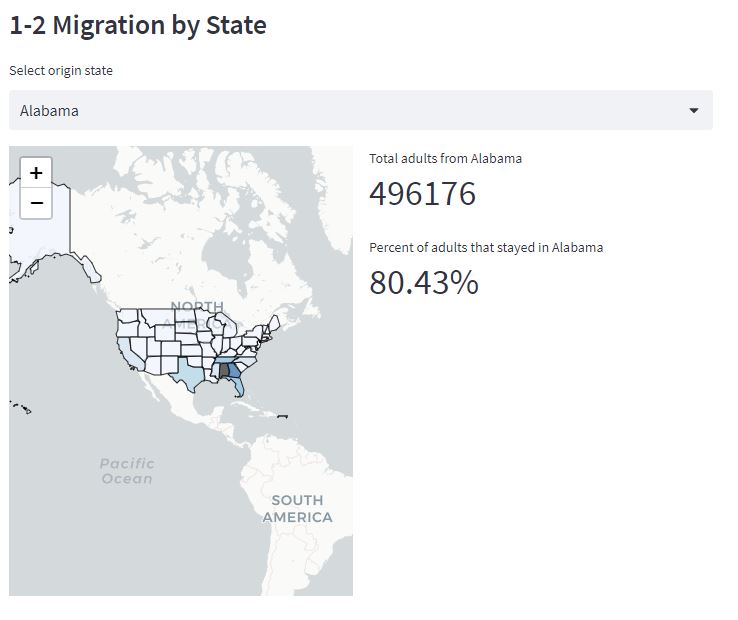 1-2 Migration by State
Select origin state
Alabama
+
−
NORTH
AMERICA
Pacific
Ocean
SOUTH
AMERICA
Total adults from Alabama
496176
Percent of adults that stayed in Alabama
80.43%